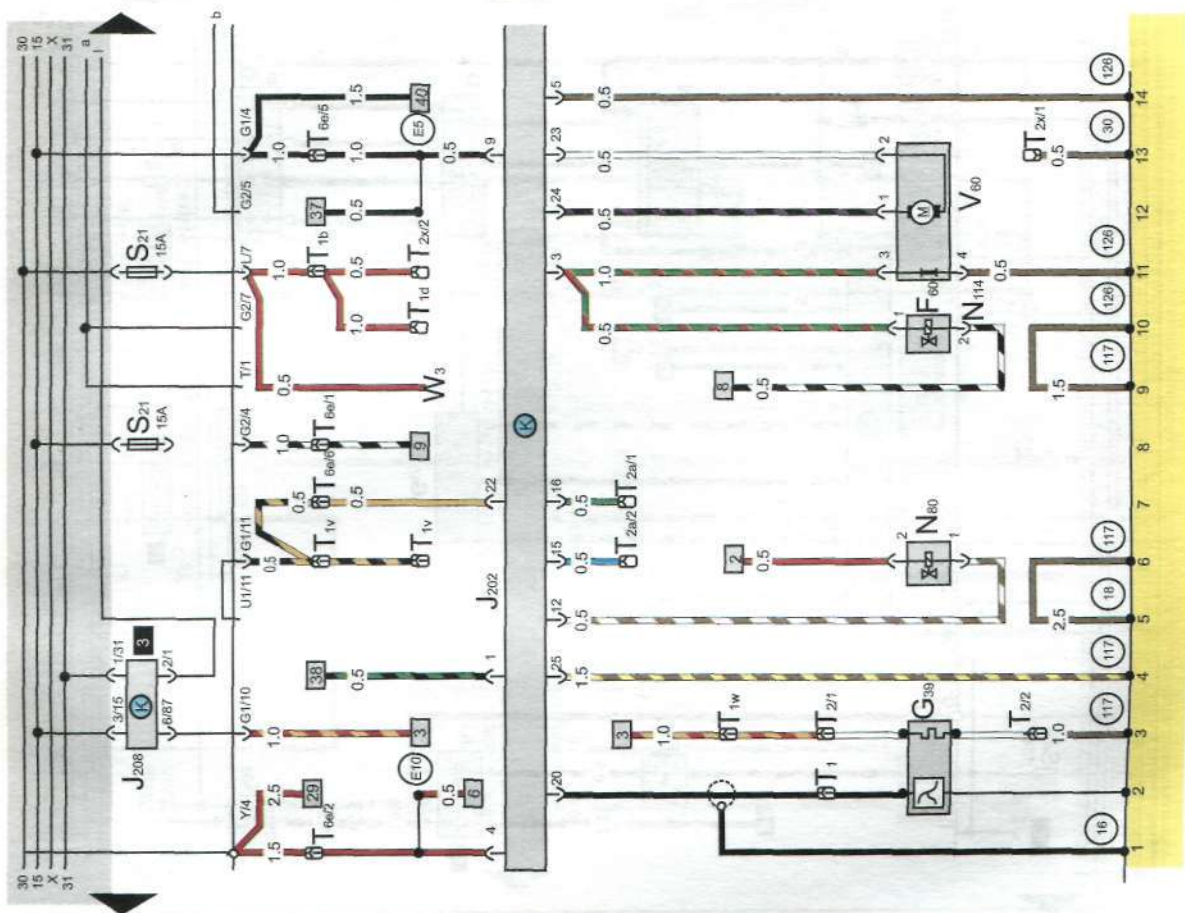 30
15
X
31
a
b
30
15
X
31
a
J208
3/15
1/31
K
3
6/87
2/1
S21
15A
S21
15A
Y/4
G1/10
U1/11
G1/11
G2/4
T/1
G2/7
L/7
G2/5
G1/4
1.5
2.5
29
T6e/2
E10
0.5
6
4
1.0
3
38
0.5
1
0.5
T1v
T1v
0.5
T6e/6
0.5
22
1.0
T6e/1
9
0.5
W3
1.0
T1b
0.5
T2x/2
1.0
T1d
37
0.5
1.0
T6e/5
1.0
1.5
40
E5
0.5
9
J202
K
20
25
12
15
16
3
24
23
5
1.5
0.5
0.5
T2a/2
0.5
T2a/1
1.0
0.5
0.5
0.5
0.5
3
1.0
T1w
T2/1
T1
G39
T2/2
1.0
2
0.5
2
N80
1
2.5
8
0.5
1
F60
2
N114
1.5
3
4
0.5
1
2
M
V60
T2x/1
0.5
16
117
117
18
117
117
126
126
30
126
1
2
3
4
5
6
7
8
9
10
11
12
13
14